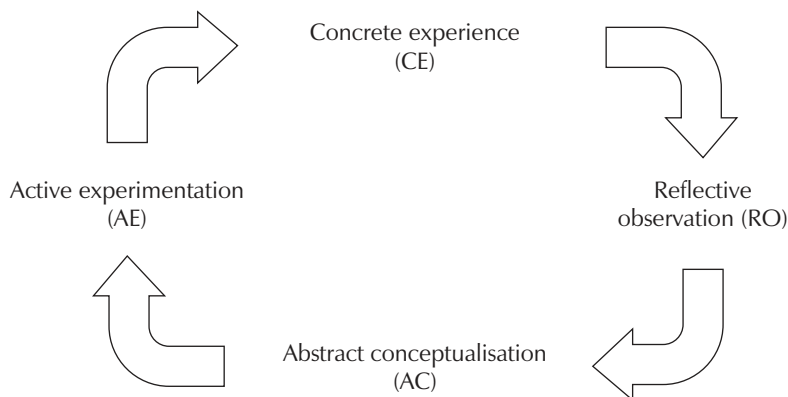 Concrete experience
(CE)
Active experimentation
(AE)
Reflective
observation (RO)
Abstract conceptualisation
(AC)